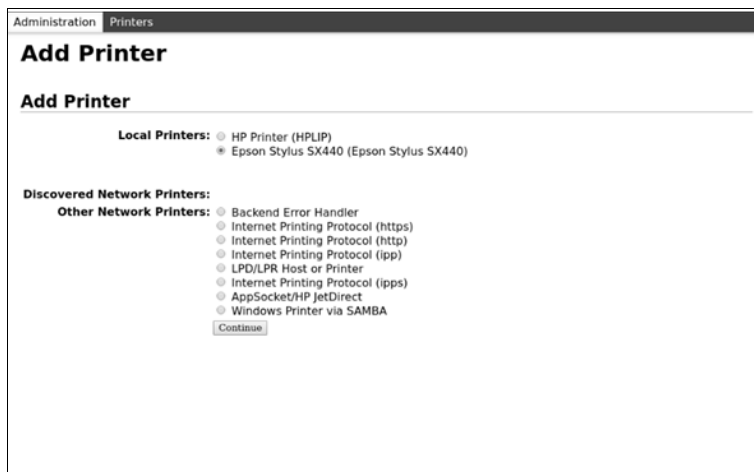 Administration Printers
Add Printer
Add Printer
Local Printers: HP Printer (HPLIP)
Epson Stylus SX440 (Epson Stylus SX440)
Discovered Network Printers:
Other Network Printers: Backend Error Handler
Internet Printing Protocol (https)
Internet Printing Protocol (http)
Internet Printing Protocol (ipp)
LPD/LPR Host or Printer
Internet Printing Protocol (ipps)
AppSocket/HP JetDirect
Windows Printer via SAMBA
Continue